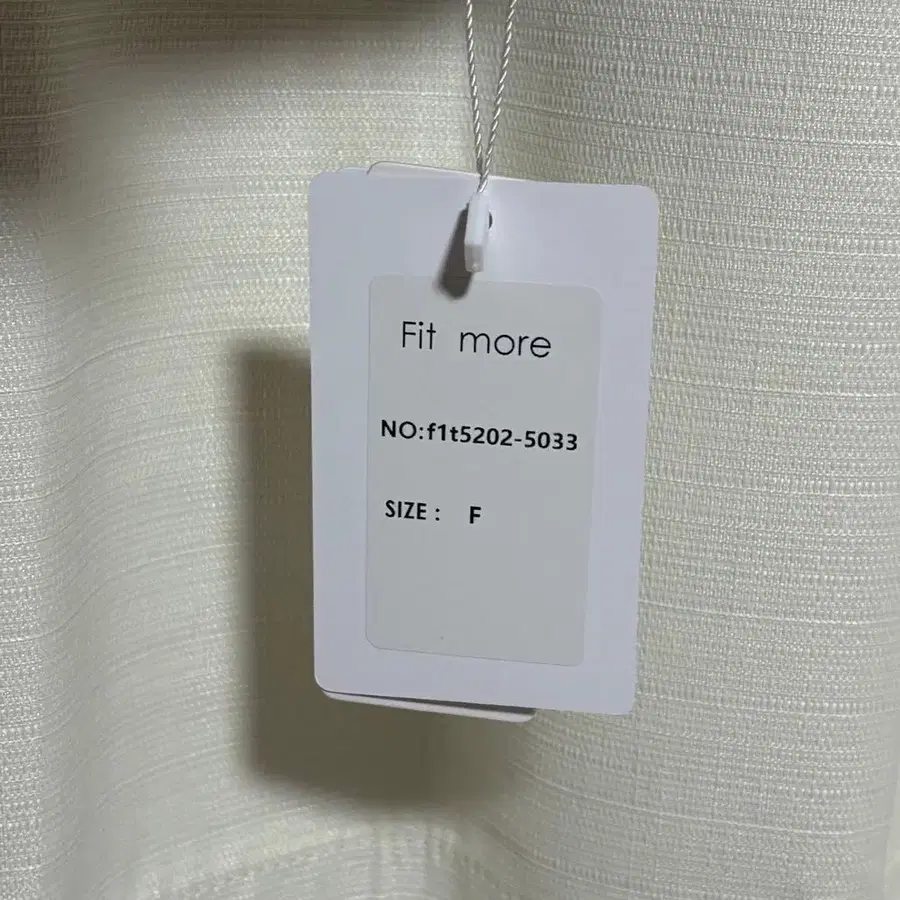 Fit more
NO:f1t5202-5033
SIZE : F